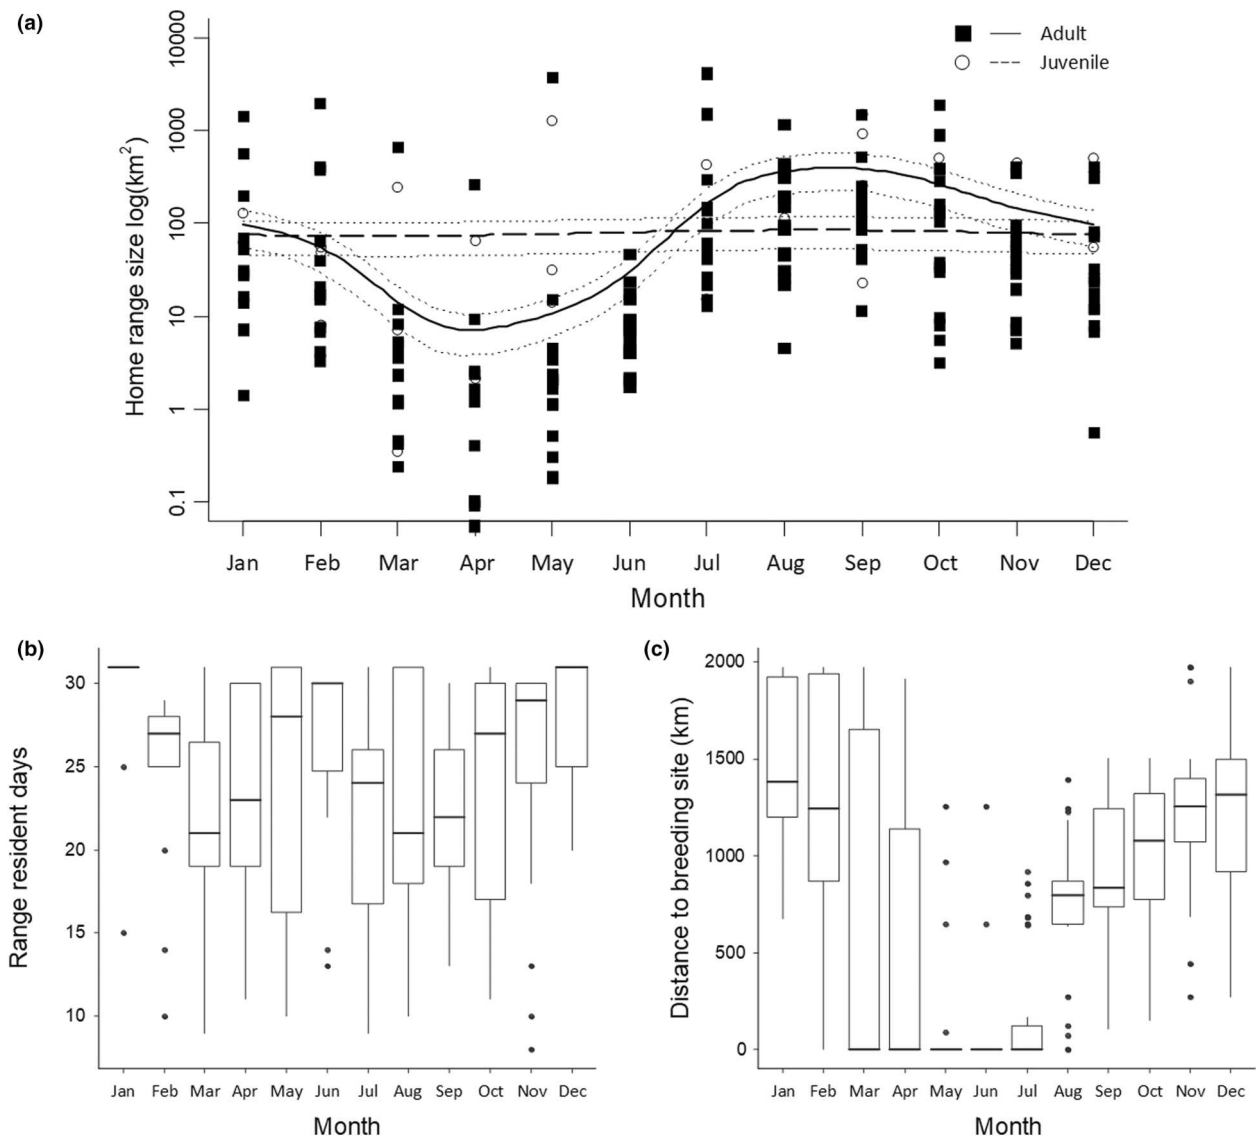 (a)
Adult
Juvenile
Home range size log(km²)
10000
1000
100
10
1
0.1
Jan Feb Mar Apr May Jun Jul Aug Sep Oct Nov Dec
Month
(b)
Range resident days
30
25
20
15
10
Jan Feb Mar Apr May Jun Jul Aug Sep Oct Nov Dec
Month
(c)
Distance to breeding site (km)
2000
1500
1000
500
0
Jan Feb Mar Apr May Jun Jul Aug Sep Oct Nov Dec
Month